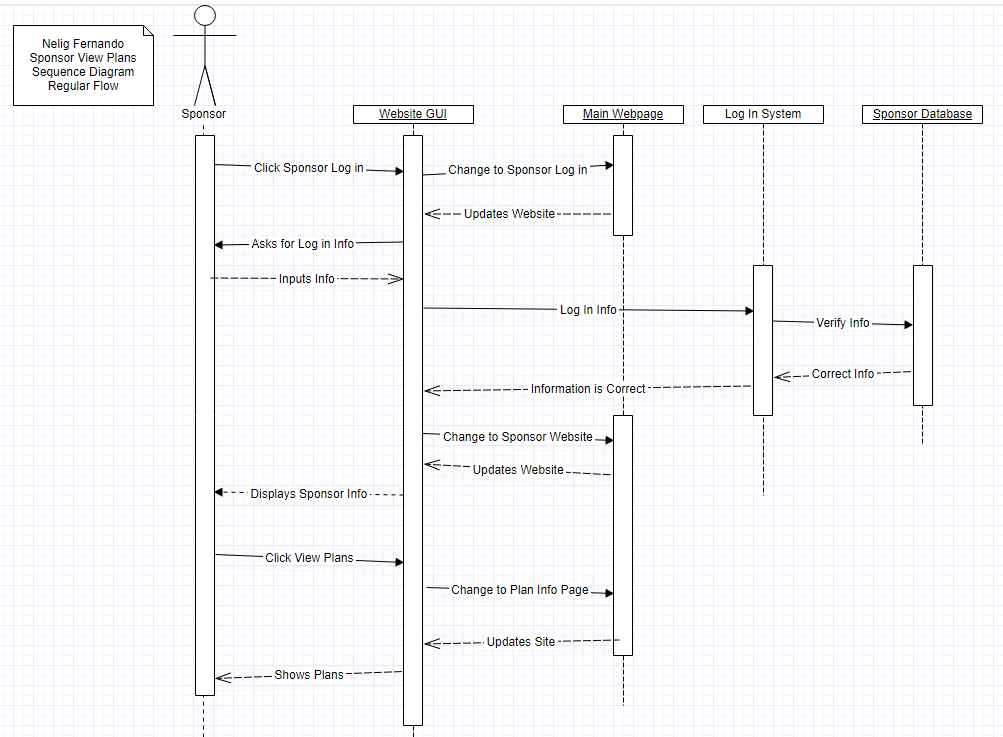 Nelig Fernando
Sponsor View Plans
Sequence Diagram
Regular Flow
Sponsor
Website GUI
Main Webpage
Log In System
Sponsor Database
Click Sponsor Log in
Change to Sponsor Log in
Updates Website
Asks for Log in Info
Inputs Info
Log In Info
Verify Info
Correct Info
Information is Correct
Change to Sponsor Website
Updates Website
Displays Sponsor Info
Click View Plans
Change to Plan Info Page
Updates Site
Shows Plans